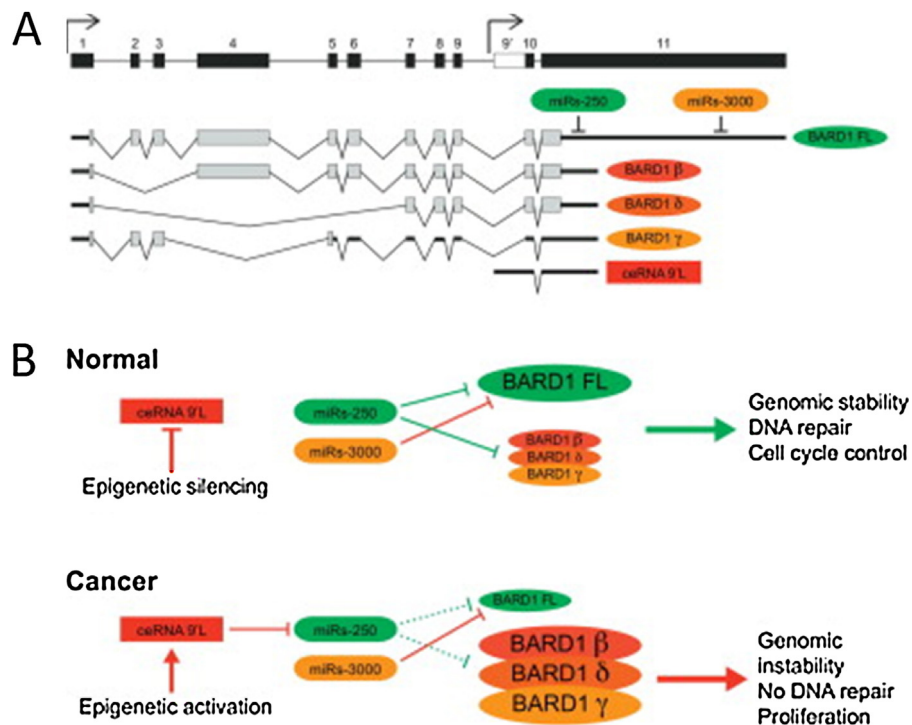 A
1 2 3 4 5 6 7 8 9 9' 10 11
miRs-250 miRs-3000
BARD1 FL
BARD1 β
BARD1 δ
BARD1 γ
ceRNA 9'L
B
Normal
ceRNA 9'L
Epigenetic silencing
miRs-250
miRs-3000
BARD1 FL
BARD1 β
BARD1 δ
BARD1 γ
Genomic stability
DNA repair
Cell cycle control
Cancer
ceRNA 9'L
Epigenetic activation
miRs-250
miRs-3000
BARD1 FL
BARD1 β
BARD1 δ
BARD1 γ
Genomic
instability
No DNA repair
Proliferation